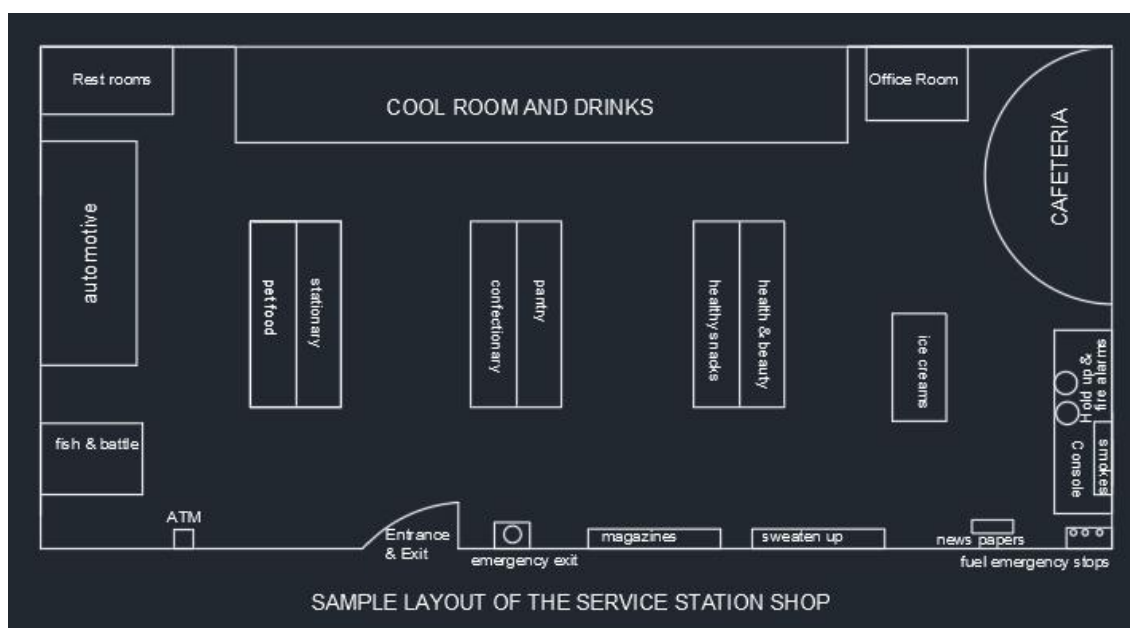 Rest rooms
COOL ROOM AND DRINKS
Office Room
CAFETERIA
automotive
pet food
stationary
confectionary
pantry
healthy snacks
health & beauty
ice creams
Hold up &
fire alarms
Console
smokes
fish & battle
ATM
Entrance
& Exit
emergency exit
magazines
sweaten up
news papers
fuel emergency stops
SAMPLE LAYOUT OF THE SERVICE STATION SHOP